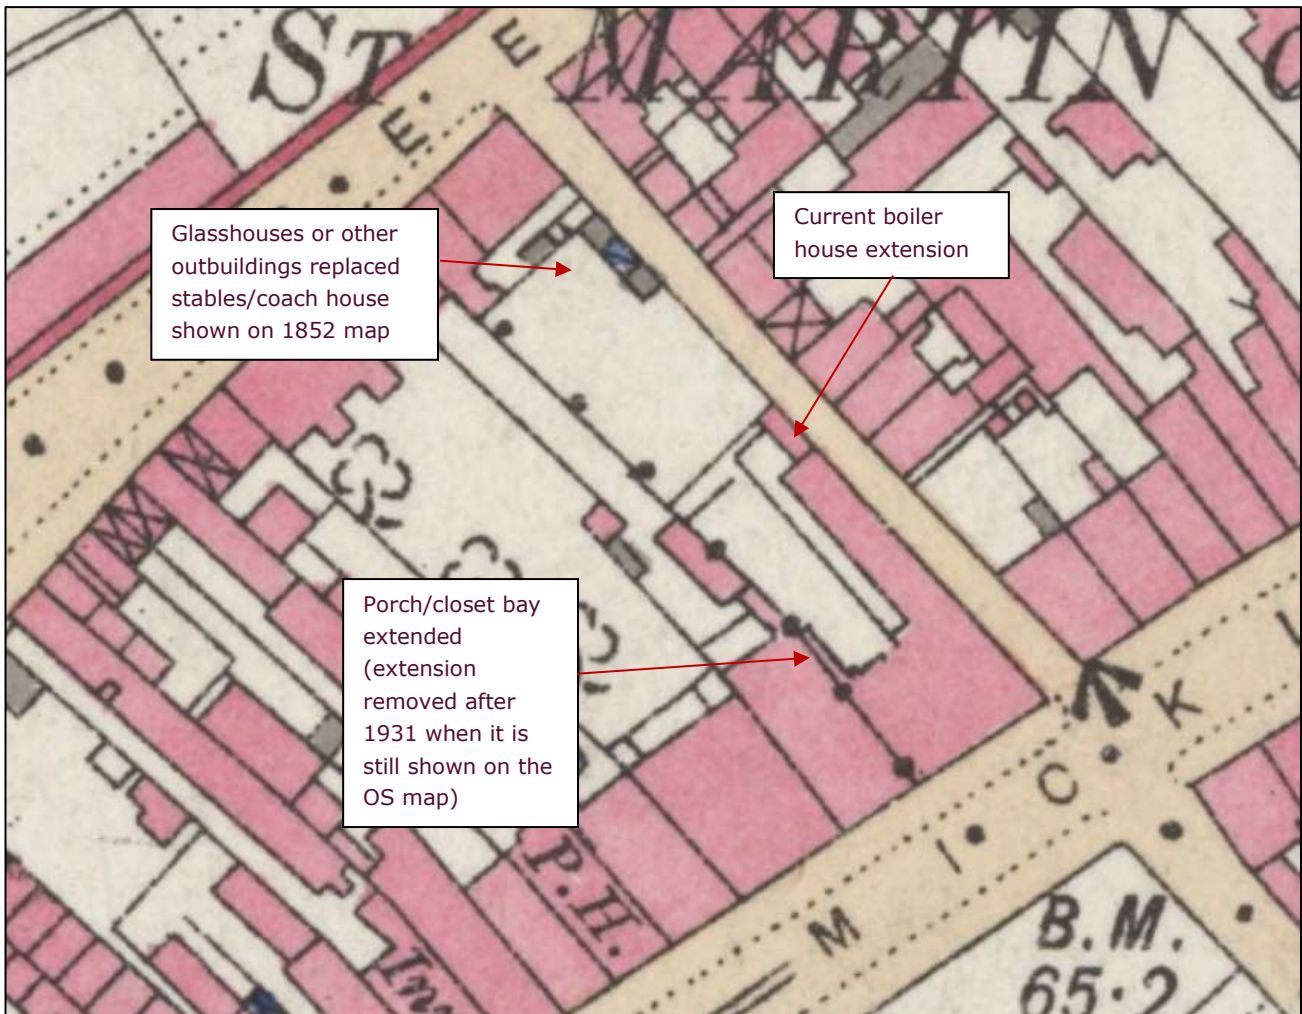 ST MARTIN C
E
E.
Glasshouses or other
outbuildings replaced
stables/coach house
shown on 1852 map
Current boiler
house extension
Porch/closet bay
extended
(extension
removed after
1931 when it is
still shown on the
OS map)
M I C K
P.H.
Inn
B.M.
65·2